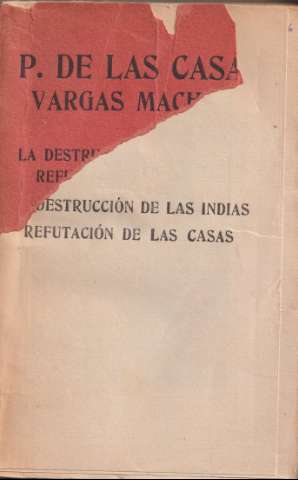 P. DE LAS CASA
VARGAS MACH
LA DESTRU
REFU
DESTRUCCIÓN DE LAS INDIAS
REFUTACIÓN DE LAS CASAS